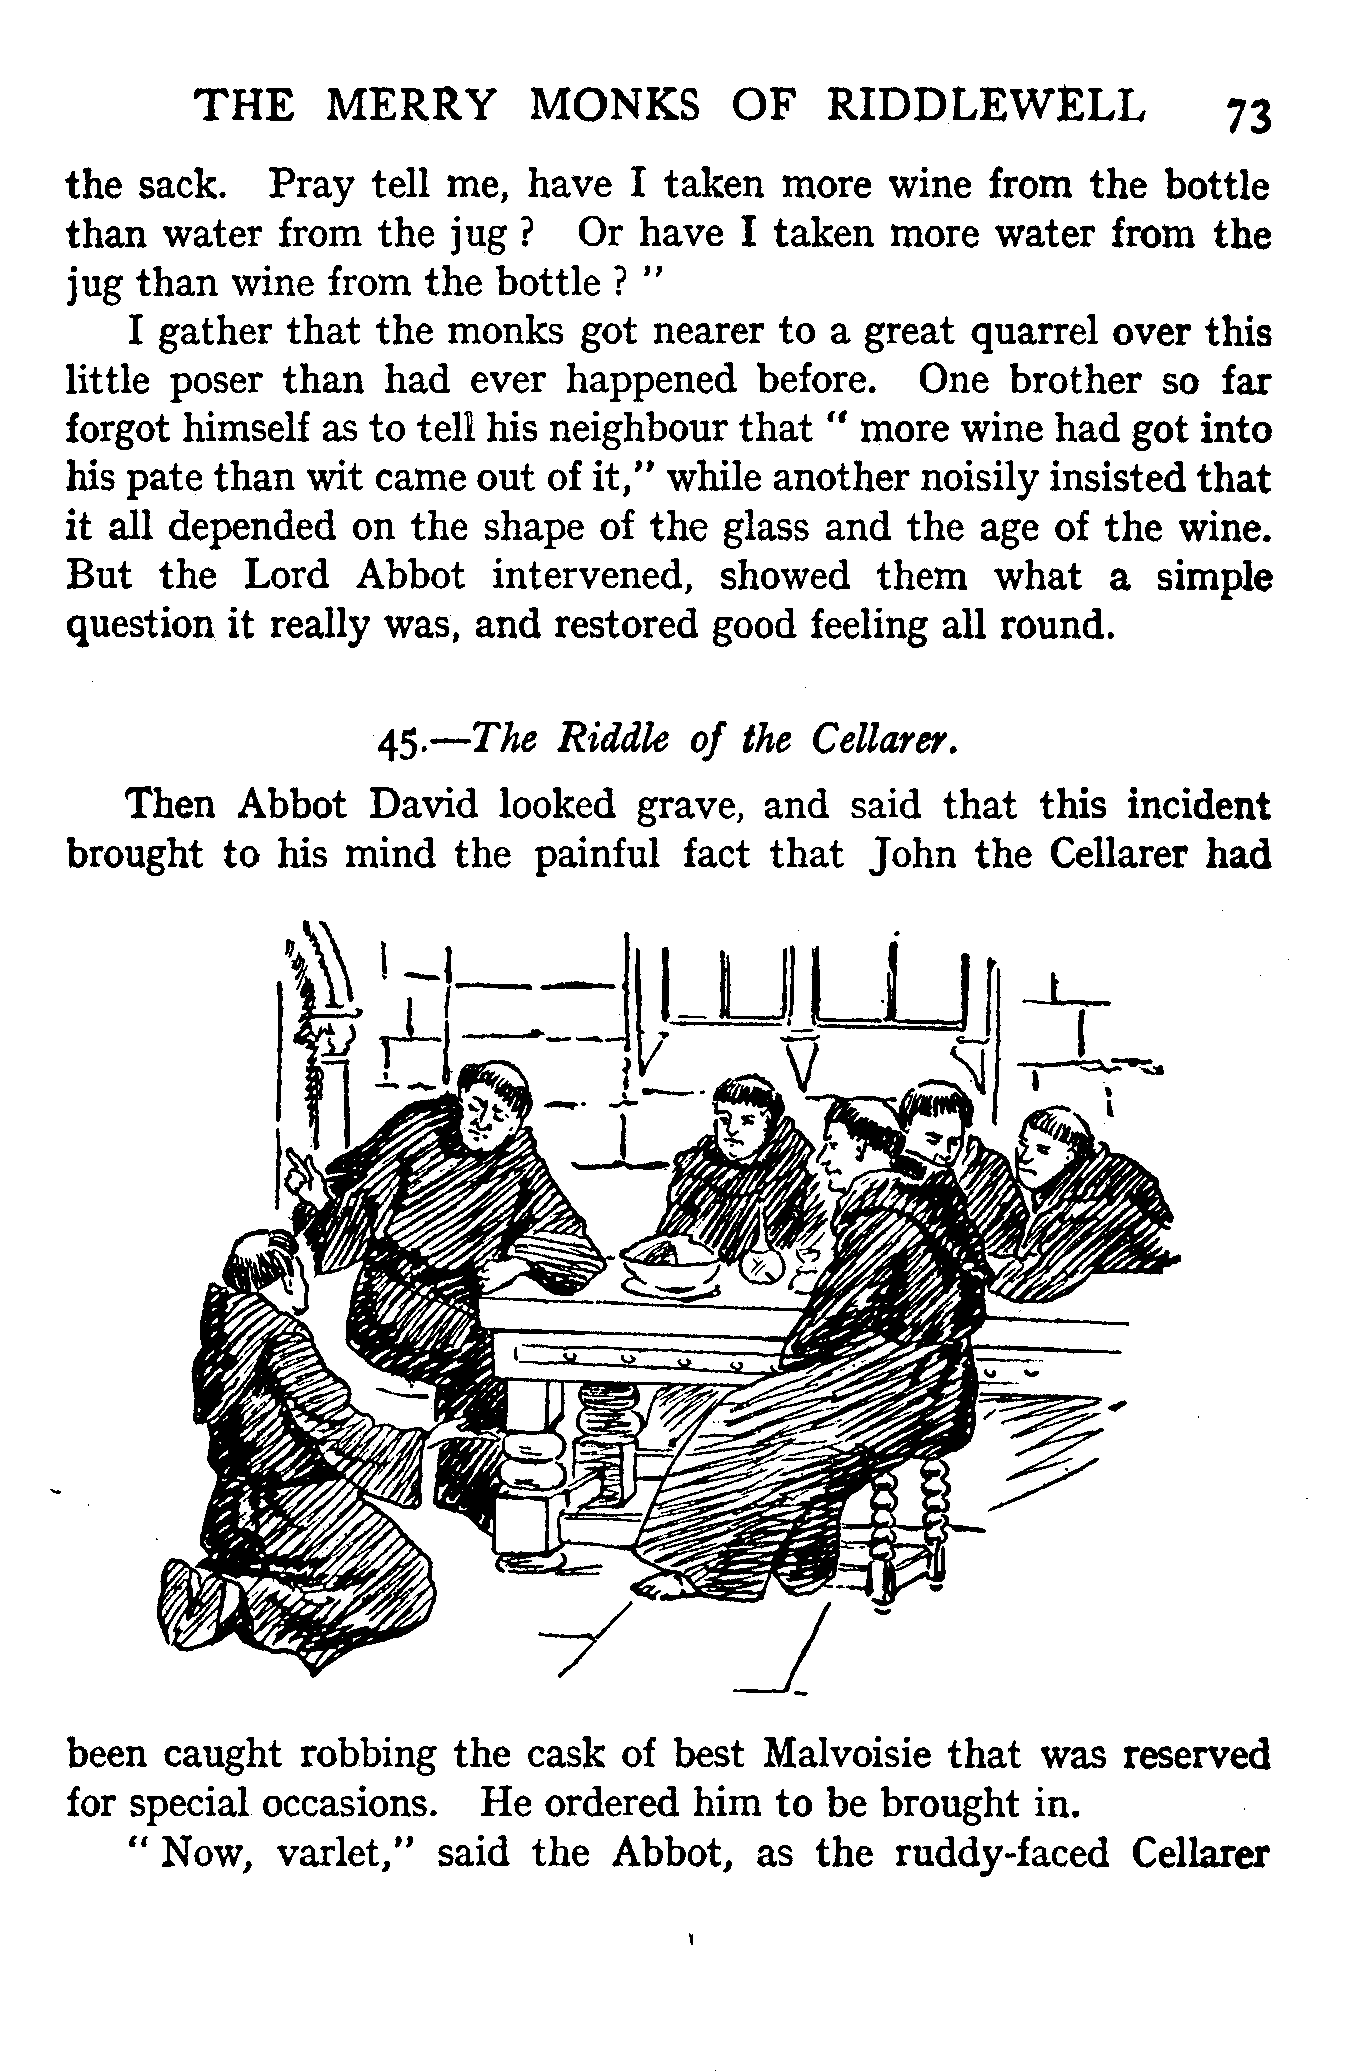 THE MERRY MONKS OF RIDDLEWELL 73
the sack. Pray tell me, have I taken more wine from the bottle
than water from the jug ? Or have I taken more water from the
jug than wine from the bottle ? "
I gather that the monks got nearer to a great quarrel over this
little poser than had ever happened before. One brother so far
forgot himself as to tell his neighbour that " more wine had got into
his pate than wit came out of it," while another noisily insisted that
it all depended on the shape of the glass and the age of the wine.
But the Lord Abbot intervened, showed them what a simple
question it really was, and restored good feeling all round.
45.—The Riddle of the Cellarer.
Then Abbot David looked grave, and said that this incident
brought to his mind the painful fact that John the Cellarer had
been caught robbing the cask of best Malvoisie that was reserved
for special occasions. He ordered him to be brought in.
" Now, varlet," said the Abbot, as the ruddy-faced Cellarer